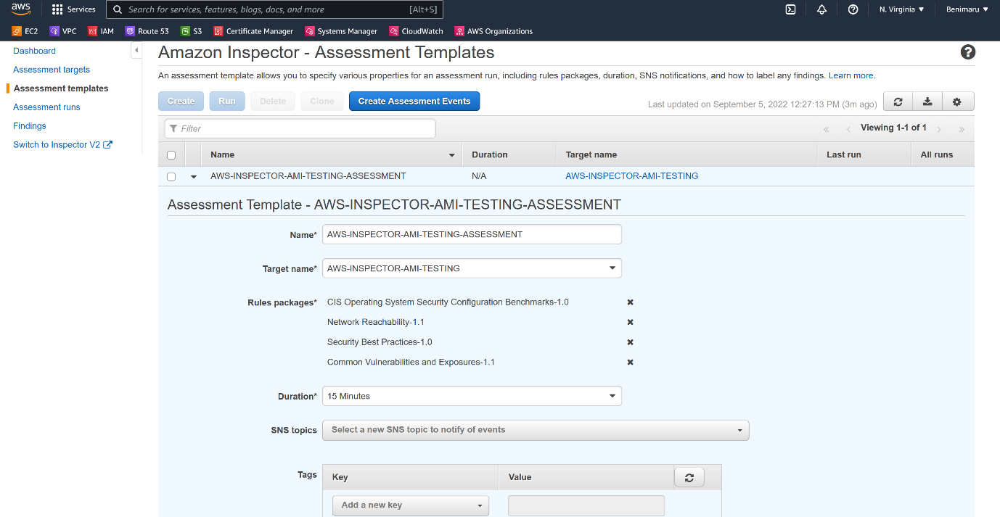 aws Services Search for services, features, blogs, docs, and more [Alt+S] N. Virginia Benimaru
EC2 VPC IAM Route 53 S3 Certificate Manager Systems Manager CloudWatch AWS Organizations
Dashboard
Assessment targets
Assessment templates
Assessment runs
Findings
Switch to Inspector V2
Amazon Inspector - Assessment Templates
An assessment template allows you to specify various properties for an assessment run, including rules packages, duration, SNS notifications, and how to label any findings. Learn more.
Create Run Delete Clone Create Assessment Events Last updated on September 5, 2022 12:27:13 PM (3m ago)
Filter Viewing 1-1 of 1
Name Duration Target name Last run All runs
AWS-INSPECTOR-AMI-TESTING-ASSESSMENT N/A AWS-INSPECTOR-AMI-TESTING
Assessment Template - AWS-INSPECTOR-AMI-TESTING-ASSESSMENT
Name* AWS-INSPECTOR-AMI-TESTING-ASSESSMENT
Target name* AWS-INSPECTOR-AMI-TESTING
Rules packages* CIS Operating System Security Configuration Benchmarks-1.0
Network Reachability-1.1
Security Best Practices-1.0
Common Vulnerabilities and Exposures-1.1
Duration* 15 Minutes
SNS topics Select a new SNS topic to notify of events
Tags Key Value
Add a new key